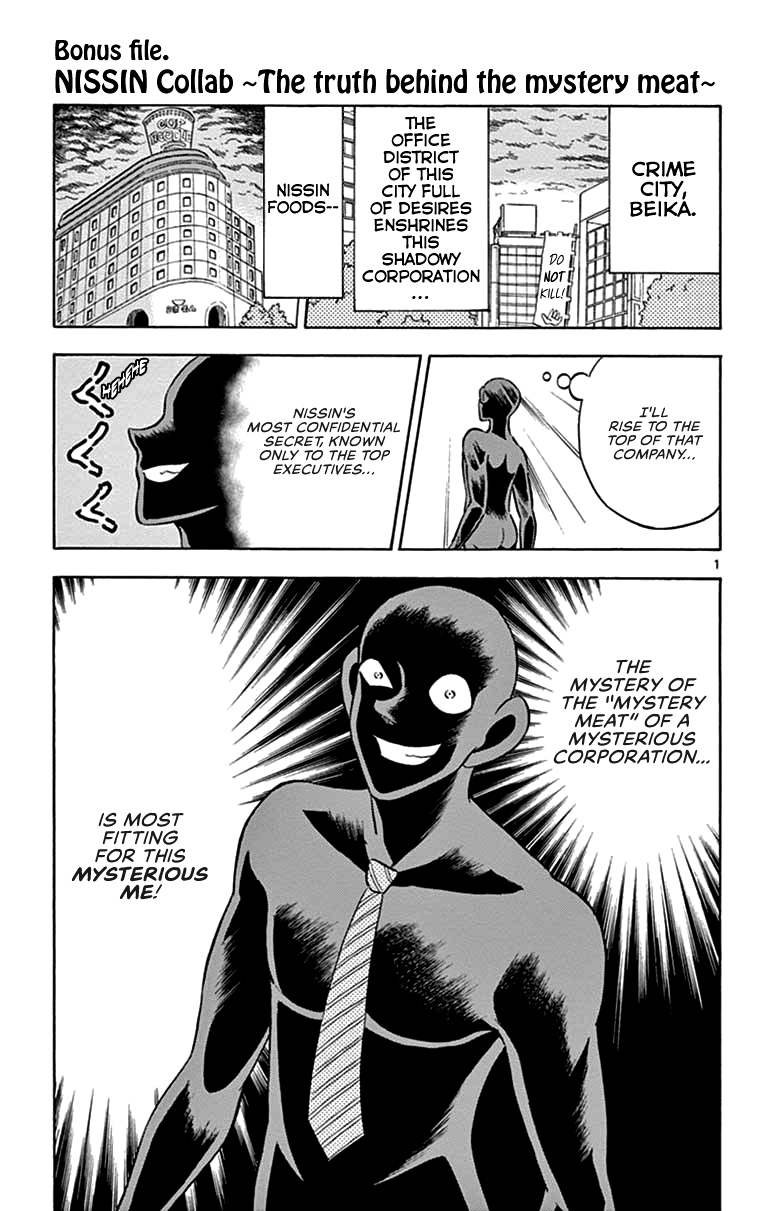 Bonus file.
NISSIN Collab ~The truth behind the mystery meat~
CRIME
CITY,
BEIKA.
DO
NOT
KILL!
THE
OFFICE
DISTRICT
OF THIS
CITY FULL
OF DESIRES
ENSHRINES
THIS
SHADOWY
CORPORATION
...
NISSIN
FOODS--
CUP
NOODLE
I'LL
RISE TO THE
TOP OF THAT
COMPANY...
NISSIN'S
MOST CONFIDENTIAL
SECRET, KNOWN
ONLY TO THE TOP
EXECUTIVES...
HEHEHE
1
THE
MYSTERY OF
THE "MYSTERY
MEAT" OF A
MYSTERIOUS
CORPORATION...
IS MOST
FITTING
FOR THIS
MYSTERIOUS
ME!